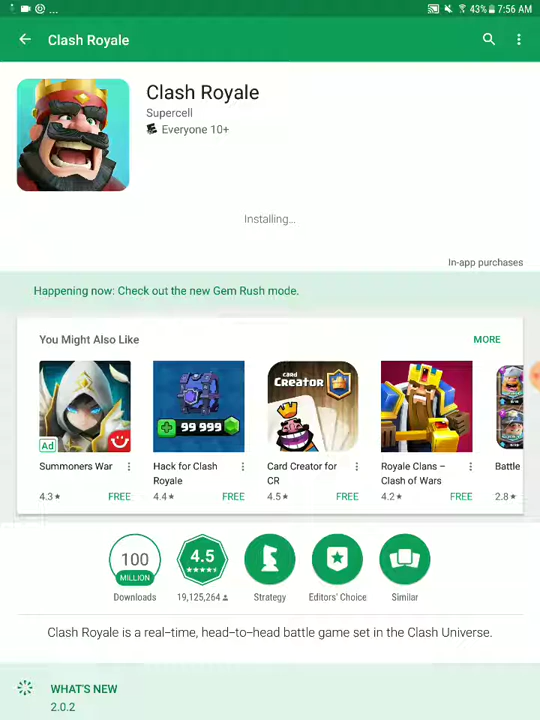 ... 43% 7:56 AM
Clash Royale
Clash Royale
Supercell
Everyone 10+
Installing...
In-app purchases
Happening now: Check out the new Gem Rush mode.
You Might Also Like
MORE
card
CREATOR
99 999
Ad
Summoners War
Hack for Clash
Royale
Card Creator for
CR
Royale Clans –
Clash of Wars
Battle
4.3★ FREE
4.4★ FREE
4.5★ FREE
4.2★ FREE
2.8★
100
MILLION
4.5
Downloads
19,125,264
Strategy
Editors' Choice
Similar
Clash Royale is a real-time, head-to-head battle game set in the Clash Universe.
WHAT'S NEW
2.0.2